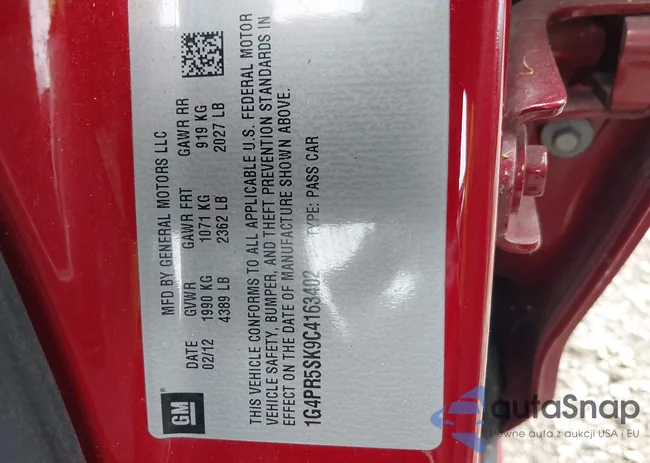 GM
MFD BY GENERAL MOTORS LLC
DATE GVWR GAWR FRT GAWR RR
02/12 1990 KG 1071 KG 919 KG
4389 LB 2362 LB 2027 LB
THIS VEHICLE CONFORMS TO ALL APPLICABLE U.S. FEDERAL MOTOR
VEHICLE SAFETY, BUMPER, AND THEFT PREVENTION STANDARDS IN
EFFECT ON THE DATE OF MANUFACTURE SHOWN ABOVE.
1G4PR5SK9C4163402 TYPE: PASS CAR
autaSnap
Pewne auta z aukcji USA i EU